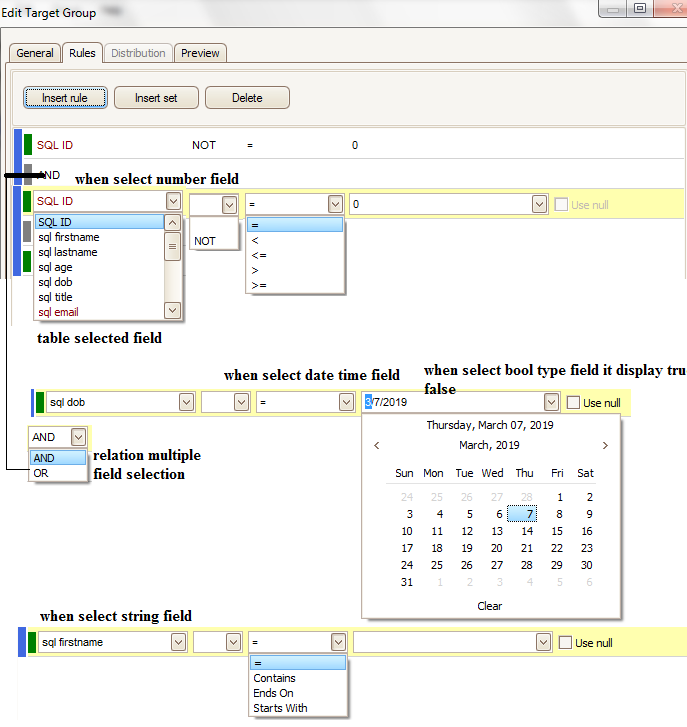 Edit Target Group
General Rules Distribution Preview
Insert rule Insert set Delete
SQL ID NOT = 0
AND
when select number field
SQL ID = 0 Use null
SQL ID
sql firstname
sql lastname
sql age
sql dob
sql title
sql email
NOT
=
<
<=
>
>=
table selected field
when select date time field
when select bool type field it display tru
false
sql dob = 3/7/2019 Use null
Thursday, March 07, 2019
< March, 2019 >
Sun Mon Tue Wed Thu Fri Sat
24 25 26 27 28 1 2
3 4 5 6 7 8 9
10 11 12 13 14 15 16
17 18 19 20 21 22 23
24 25 26 27 28 29 30
31 1 2 3 4 5 6
Clear
AND
AND
OR
relation multiple
field selection
when select string field
sql firstname = Use null
=
Contains
Ends On
Starts With